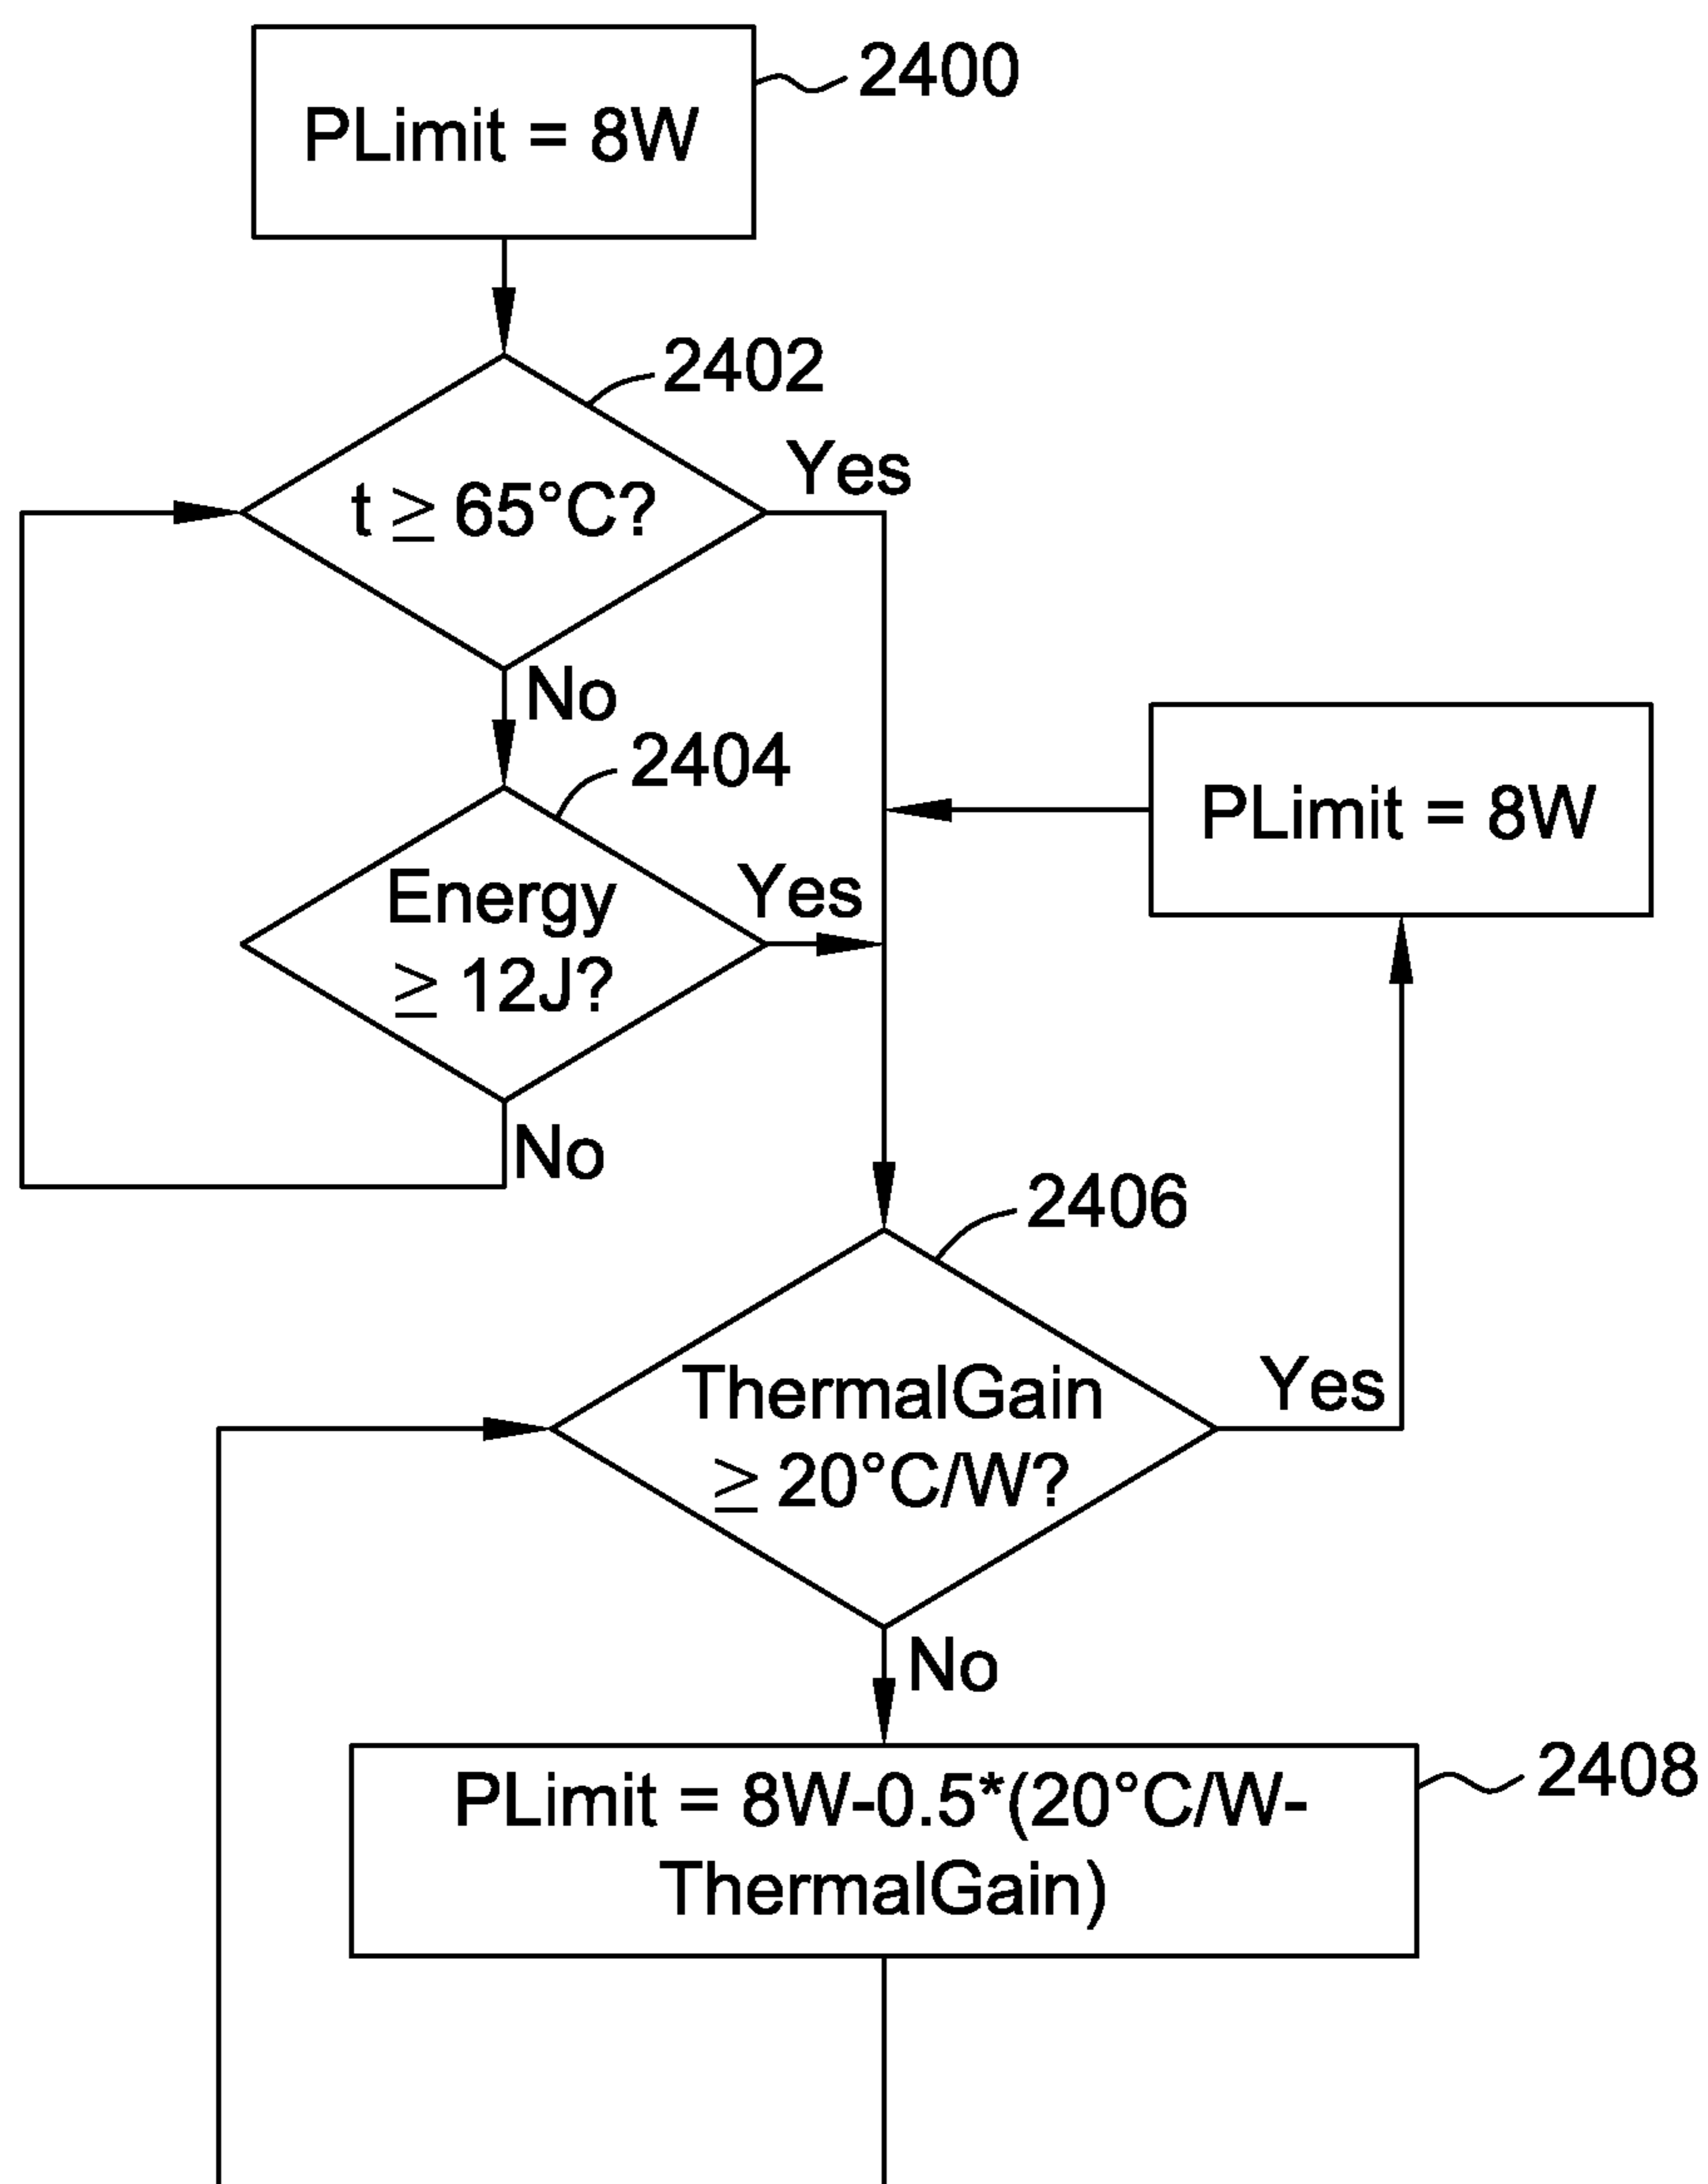 PLimit = 8W
2400
2402
t ≥ 65°C?
Yes
No
2404
Energy
≥ 12J?
Yes
No
PLimit = 8W
2406
ThermalGain
≥ 20°C/W?
Yes
No
2408
PLimit = 8W-0.5*(20°C/W-
ThermalGain)